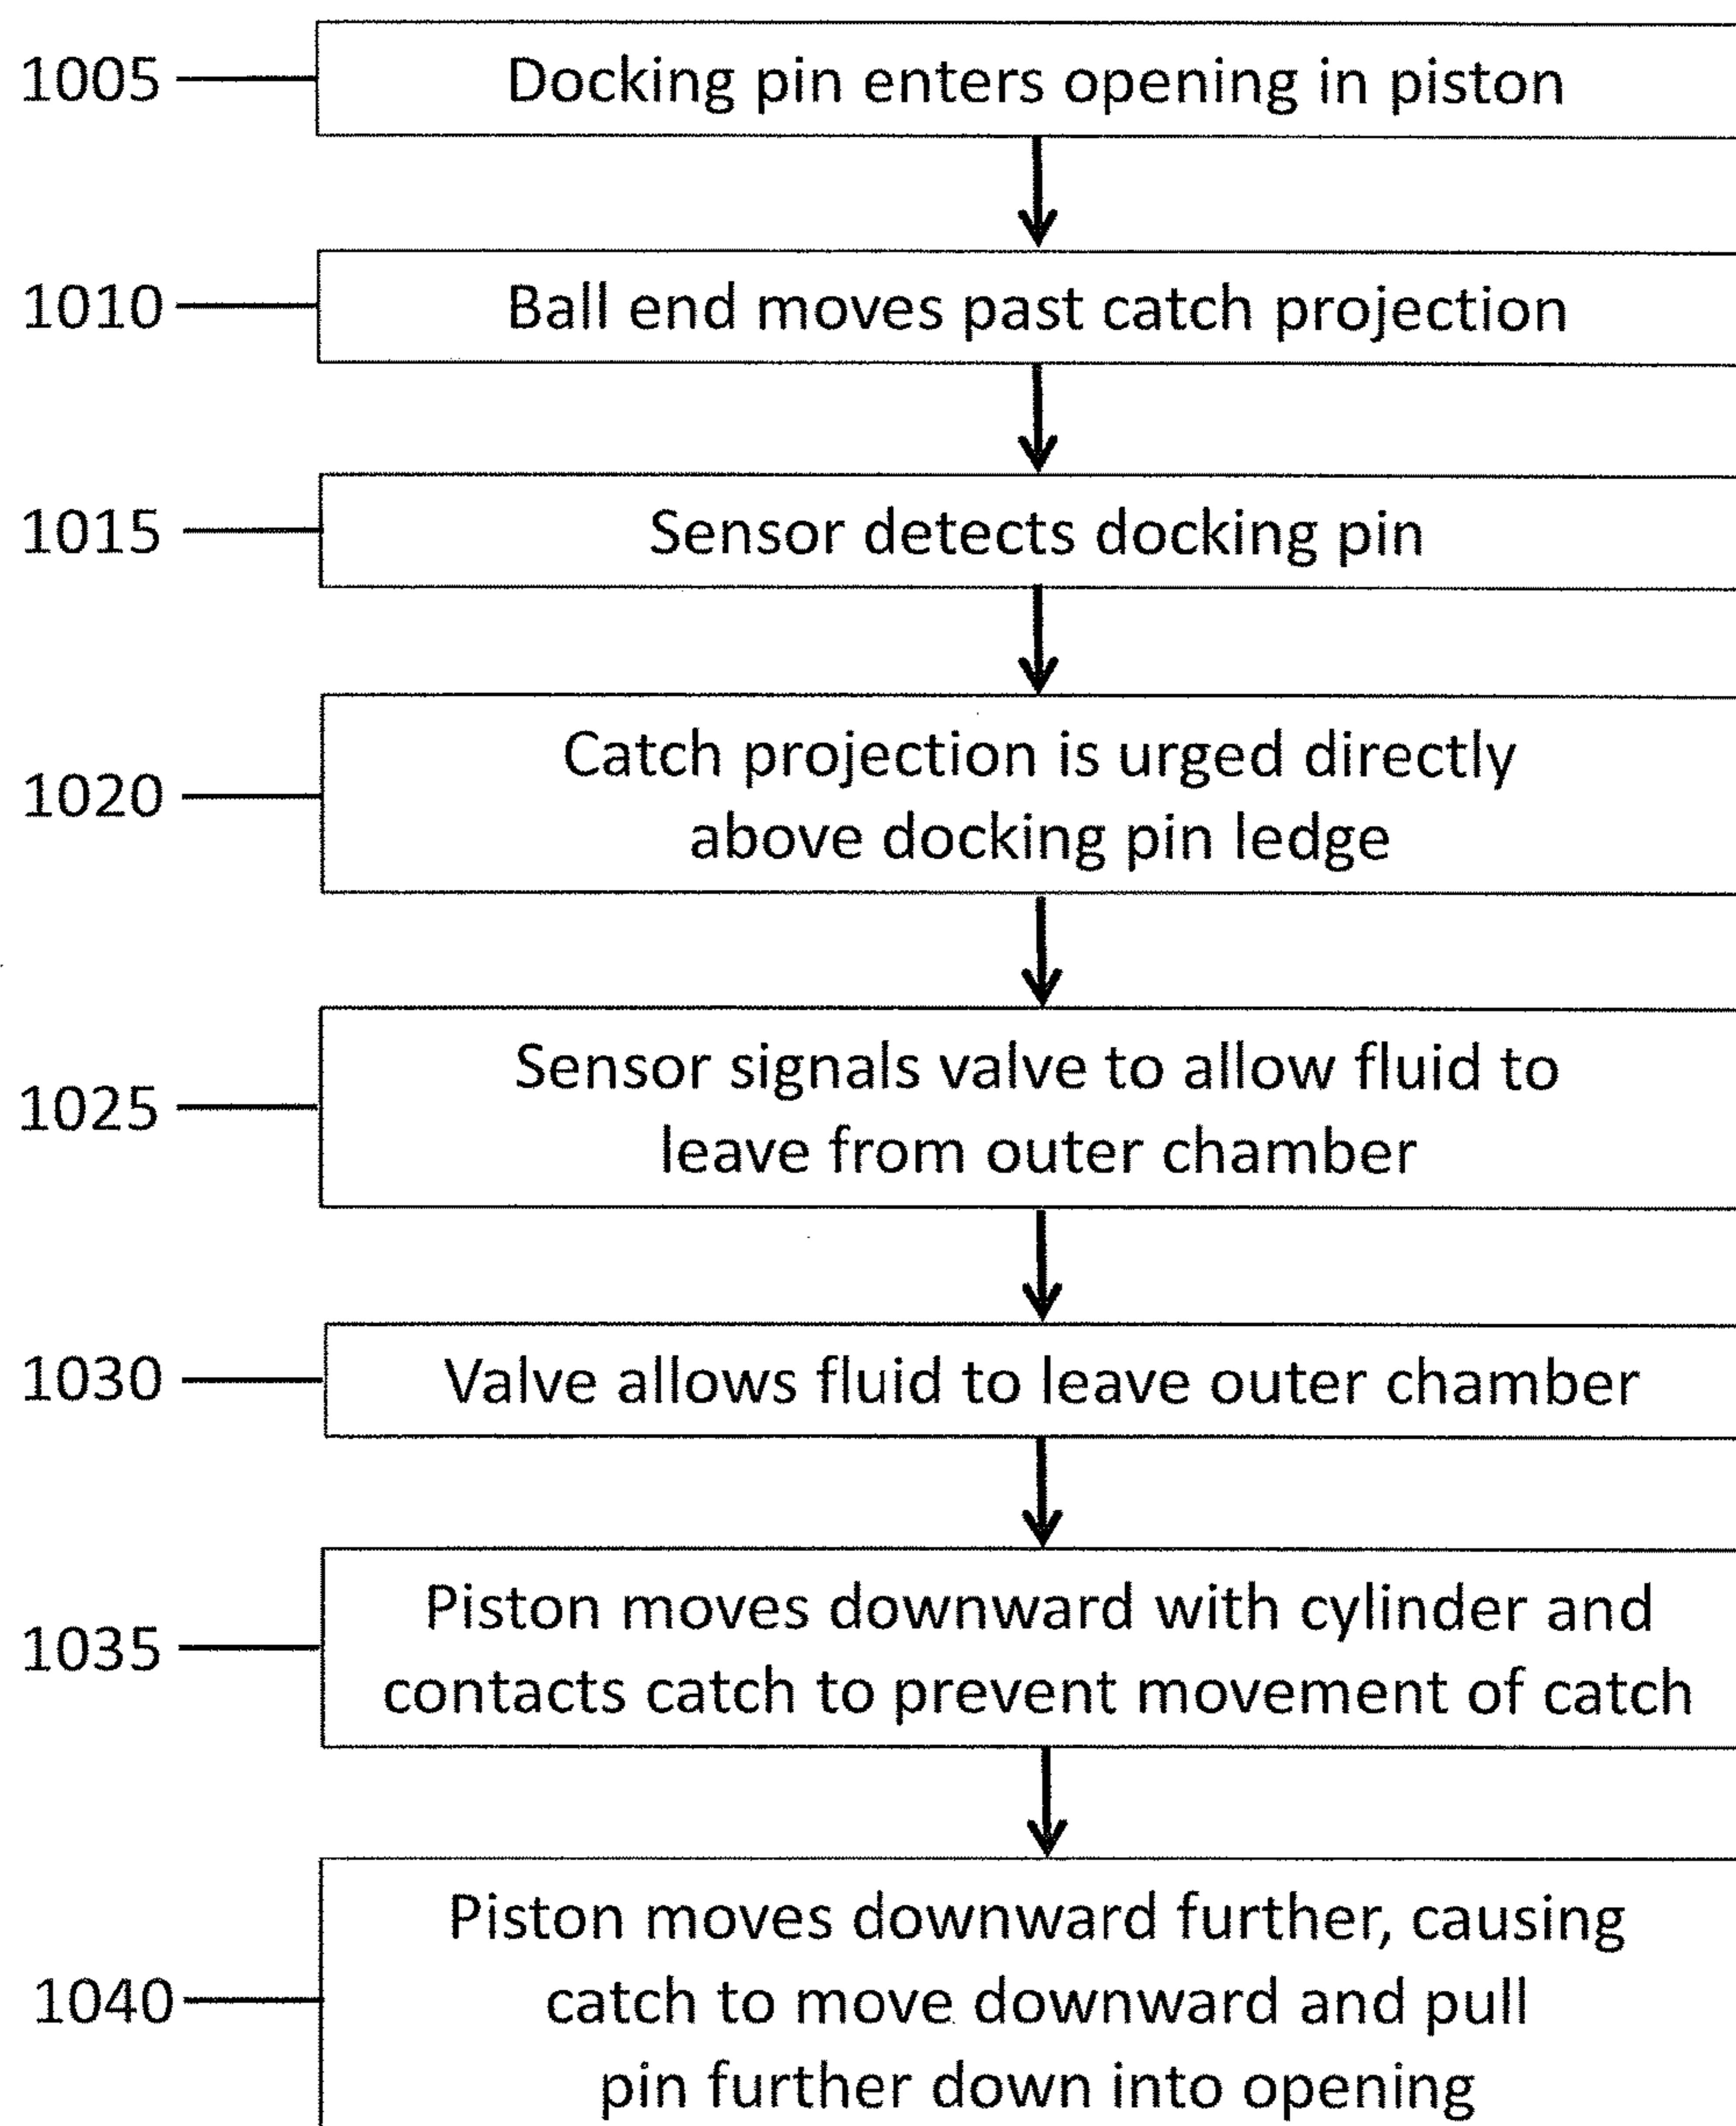 1005 Docking pin enters opening in piston
1010 Ball end moves past catch projection
1015 Sensor detects docking pin
Catch projection is urged directly
1020
above docking pin ledge
Sensor signals valve to allow fluid to
1025
leave from outer chamber
1030 Valve allows fluid to leave outer chamber
Piston moves downward with cylinder and
1035
contacts catch to prevent movement of catch
Piston moves downward further, causing
1040 catch to move downward and pull
pin further down into opening